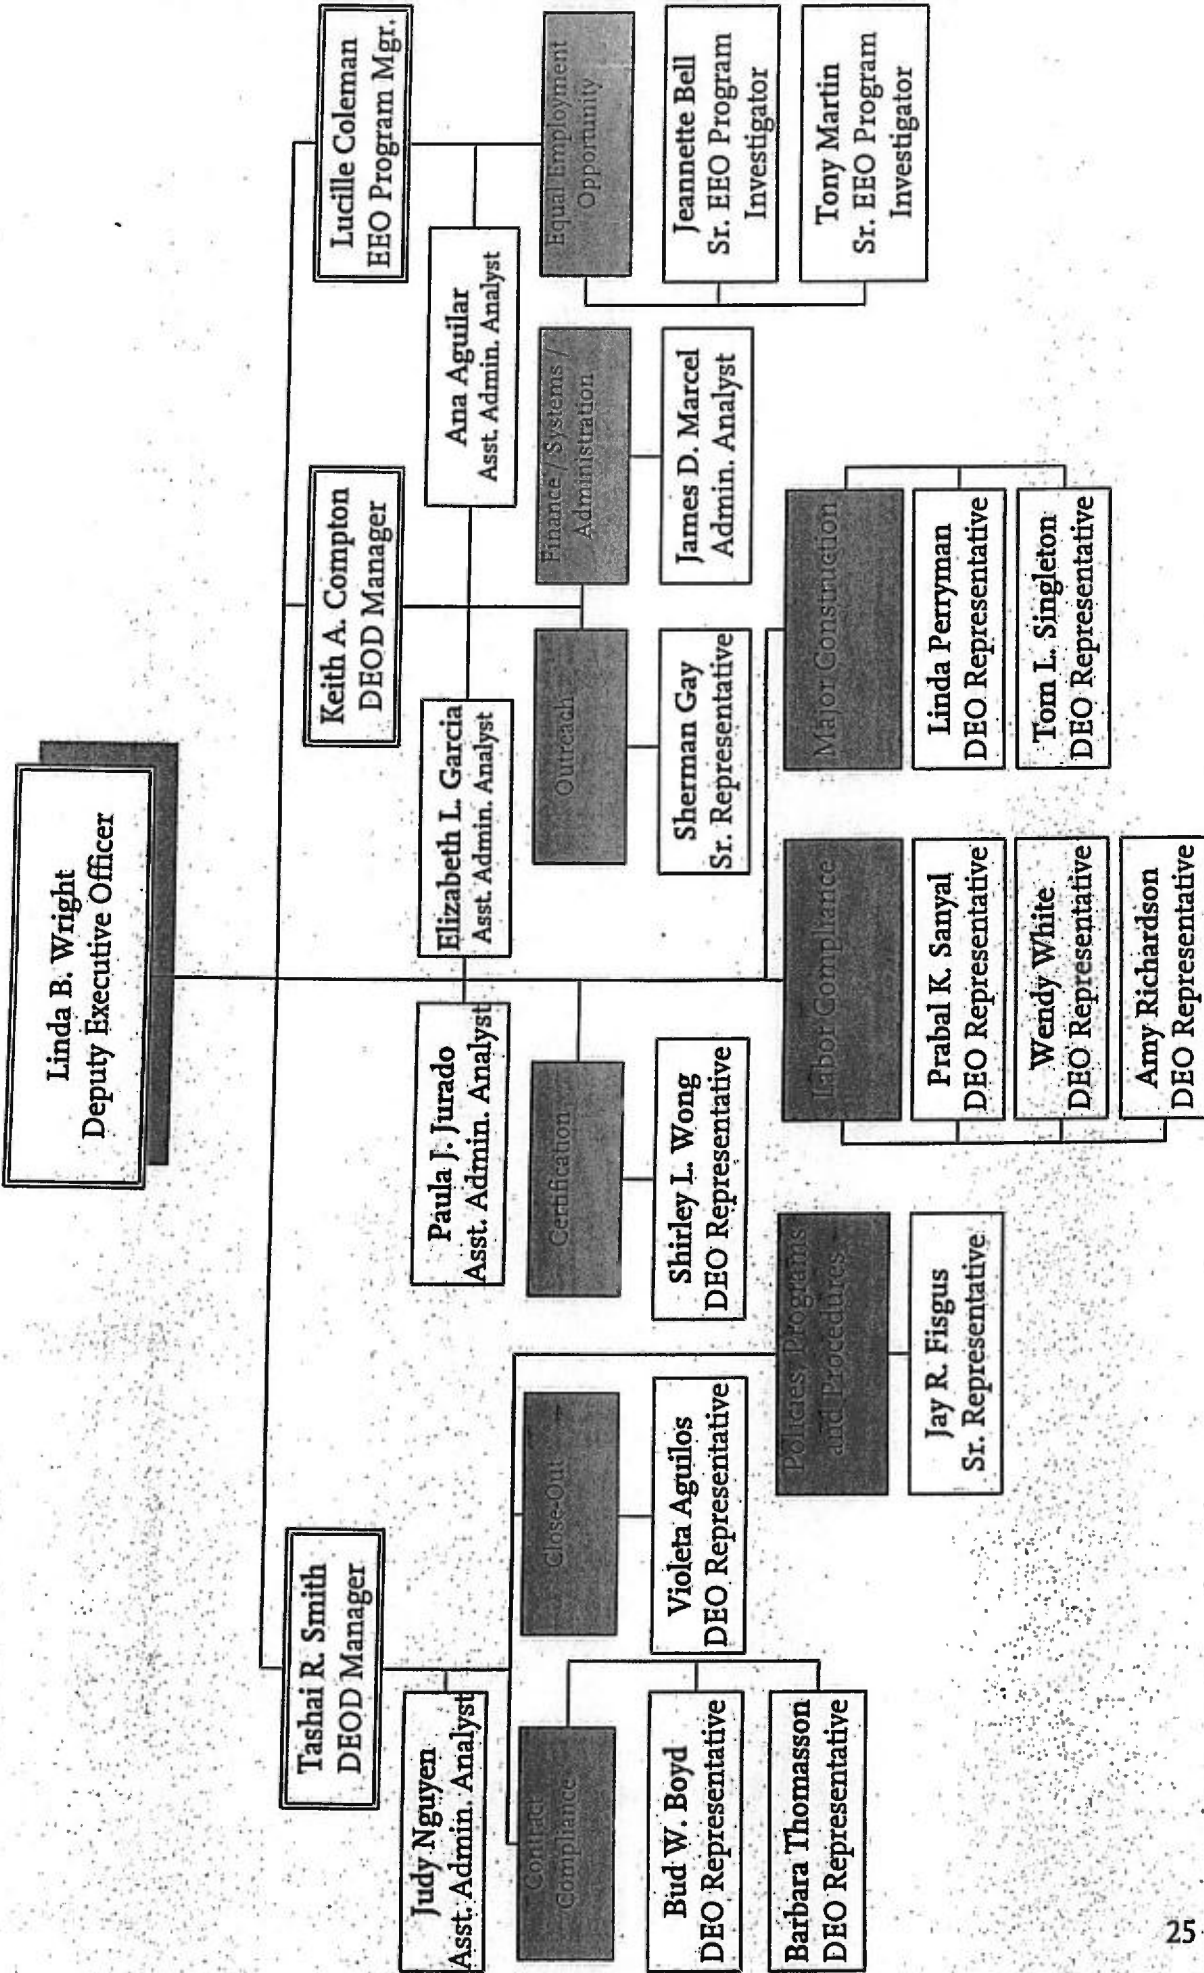 Linda B. Wright
Deputy Executive Officer
Tashai R. Smith
DEOD Manager
Keith A. Compton
DEOD Manager
Lucille Coleman
EEO Program Mgr.
Judy Nguyen
Asst. Admin. Analyst
Paula J. Jurado
Asst. Admin. Analyst
Elizabeth L. Garcia
Asst. Admin. Analyst
Ana Aguilar
Asst. Admin. Analyst
Contract
Compliance
Close-Out
Certification
Outreach
Finance / Systems /
Administration
Equal Employment
Opportunity
Bud W. Boyd
DEO Representative
Barbara Thomasson
DEO Representative
Violeta Aguilos
DEO Representative
Shirley L. Wong
DEO Representative
Sherman Gay
Sr. Representative
James D. Marcel
Admin. Analyst
Jeannette Bell
Sr. EEO Program
Investigator
Tony Martin
Sr. EEO Program
Investigator
Policies, Programs
and Procedures
Jay R. Fisgus
Sr. Representative
Labor Compliance
Prabal K. Sanyal
DEO Representative
Wendy White
DEO Representative
Amy Richardson
DEO Representative
Major Construction
Linda Perryman
DEO Representative
Tom L. Singleton
DEO Representative
25